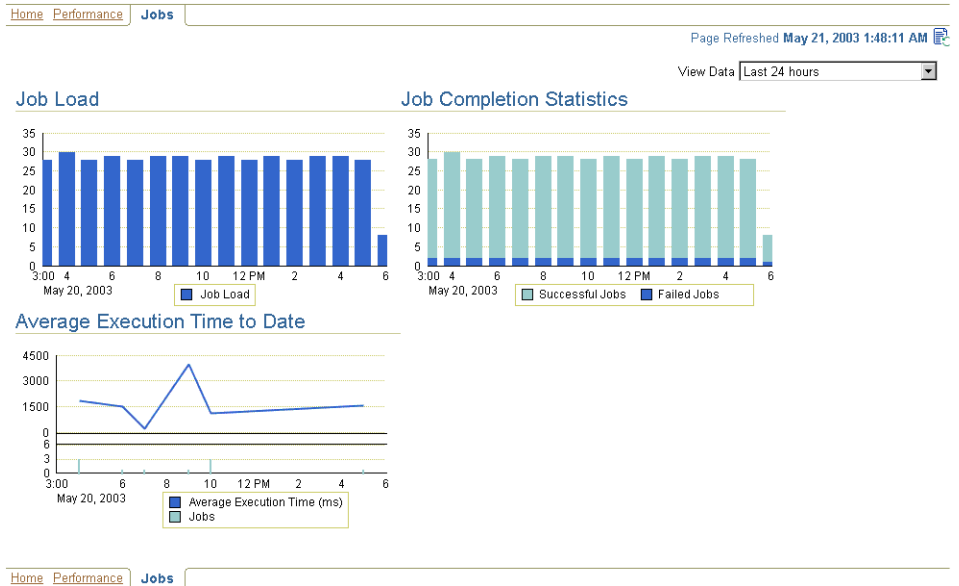 Home Performance Jobs
Page Refreshed May 21, 2003 1:48:11 AM
View Data Last 24 hours
Job Load
35
30
25
20
15
10
5
0
3:00 4 6 8 10 12 PM 2 4 6
May 20, 2003
Job Load
Job Completion Statistics
35
30
25
20
15
10
5
0
3:00 4 6 8 10 12 PM 2 4 6
May 20, 2003
Successful Jobs Failed Jobs
Average Execution Time to Date
4500
3000
1500
0
6
3
0
3:00 6 8 10 12 PM 2 4 6
May 20, 2003
Average Execution Time (ms)
Jobs
Home Performance Jobs